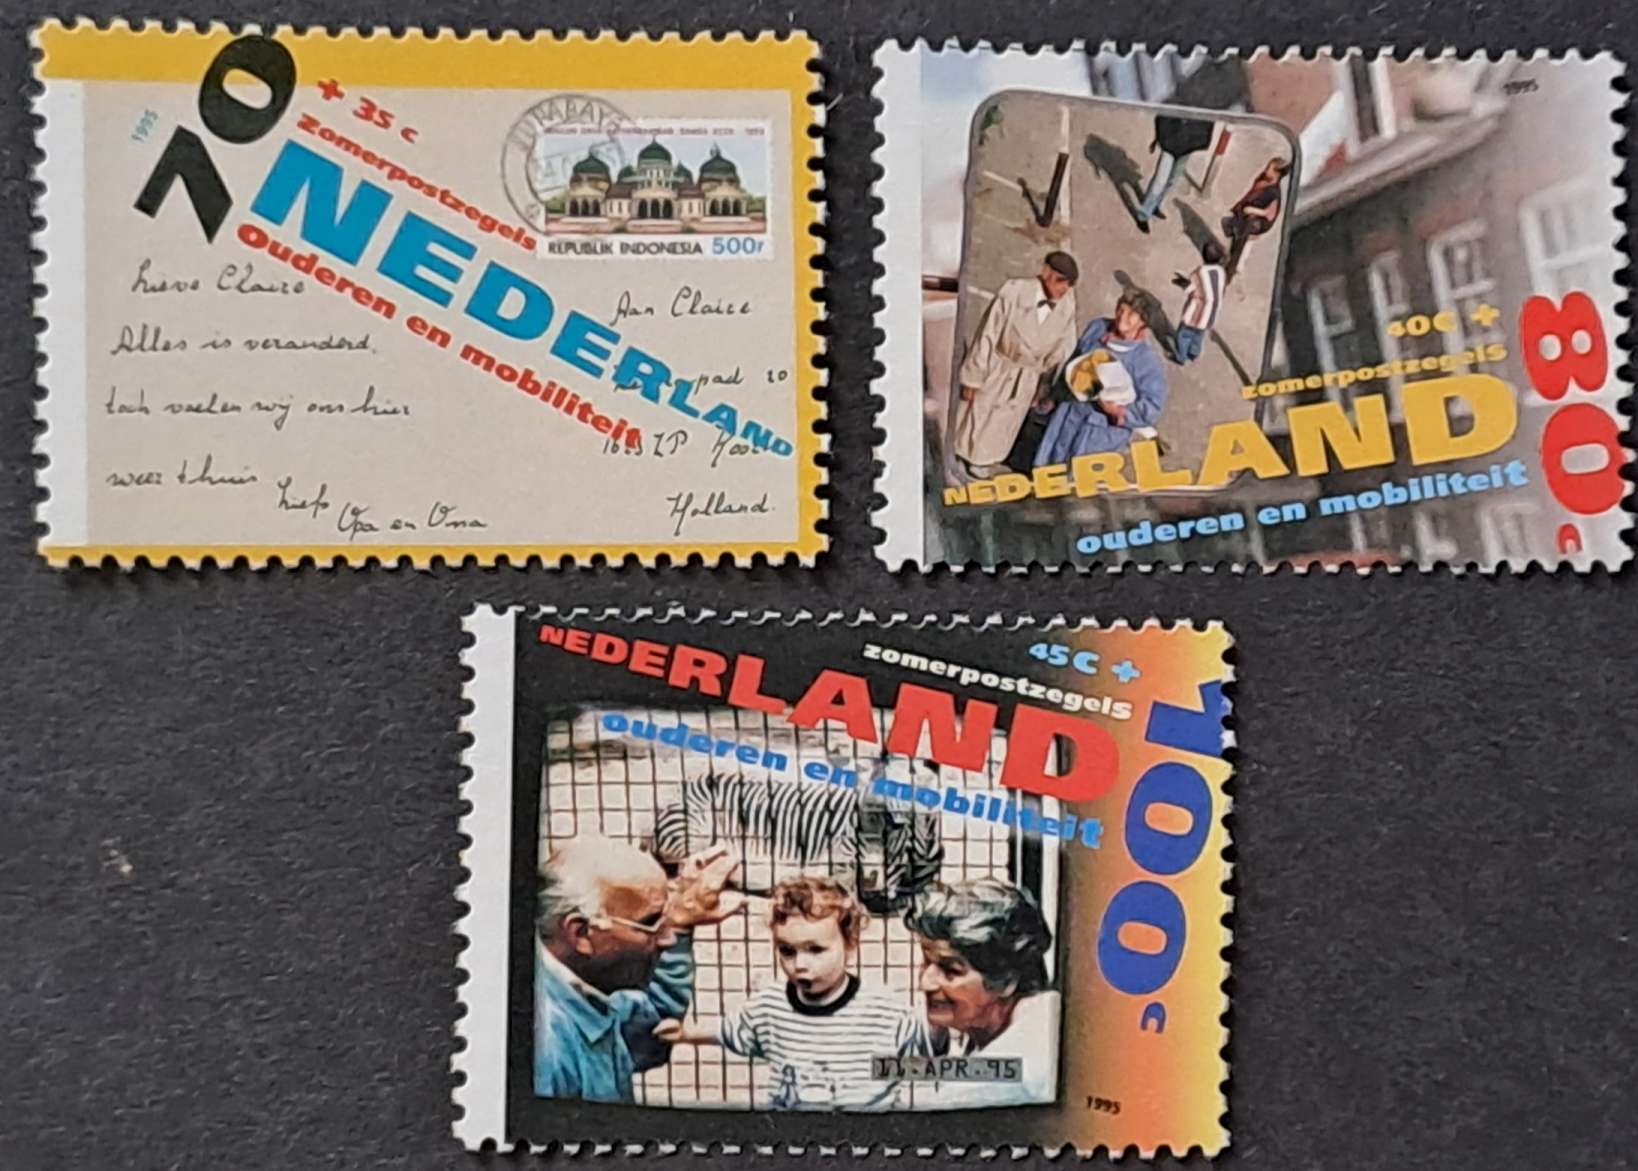 70
+ 35 c
Zomerpostzegels
NEDERLAND
Ouderen en mobiliteit
1995
REPUBLIK INDONESIA 500r
Lieve Claire
Alles is veranderd,
toch voelen wij ons hier
weer thuis
Liefs
Opa en Oma
Aan Claire
pad 20
Holland.
1995
40c +
zomerpostzegels
NEDERLAND
ouderen en mobiliteit
80c
45c +
zomerpostzegels
NEDERLAND
ouderen en mobiliteit
100c
11.APR.95
1995